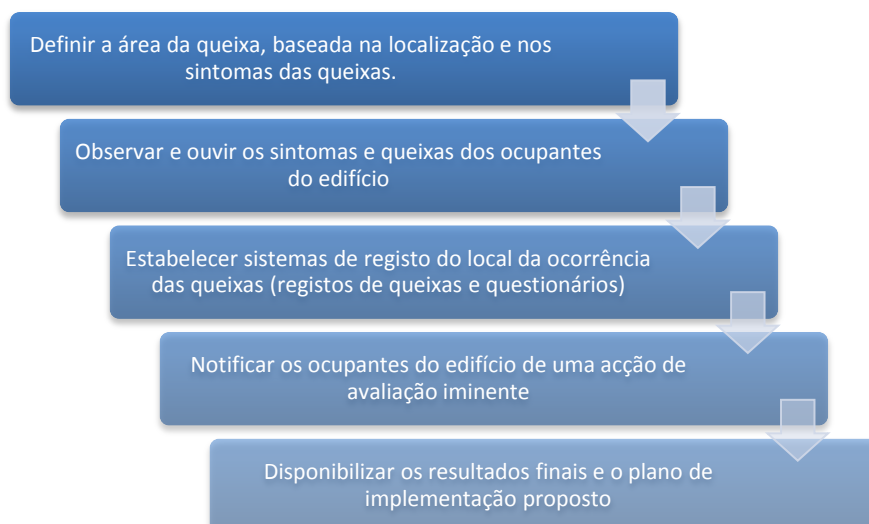 Definir a área da queixa, baseada na localização e nos
sintomas das queixas.
Observar e ouvir os sintomas e queixas dos ocupantes
do edifício
Estabelecer sistemas de registo do local da ocorrência
das queixas (registos de queixas e questionários)
Notificar os ocupantes do edifício de uma acção de
avaliação iminente
Disponibilizar os resultados finais e o plano de
implementação proposto